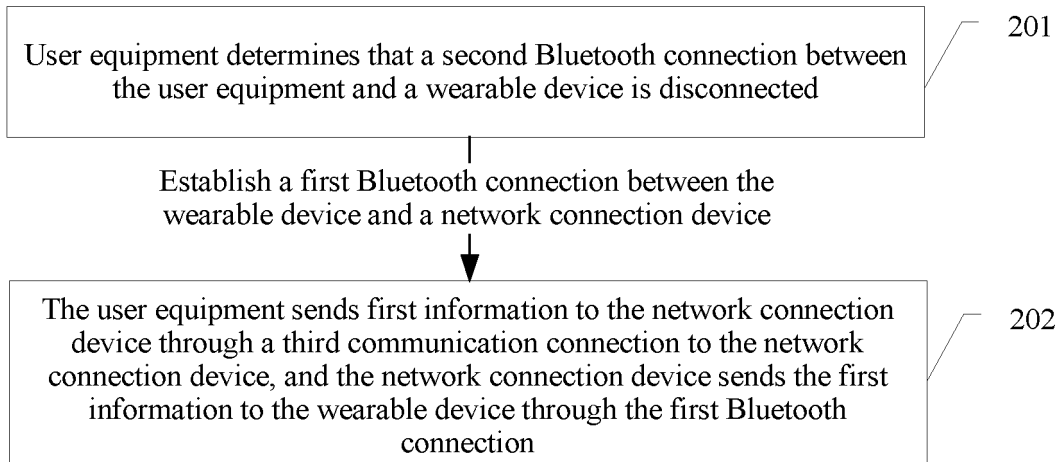 201
User equipment determines that a second Bluetooth connection between
the user equipment and a wearable device is disconnected
Establish a first Bluetooth connection between the
wearable device and a network connection device
202
The user equipment sends first information to the network connection
device through a third communication connection to the network
connection device, and the network connection device sends the first
information to the wearable device through the first Bluetooth
connection